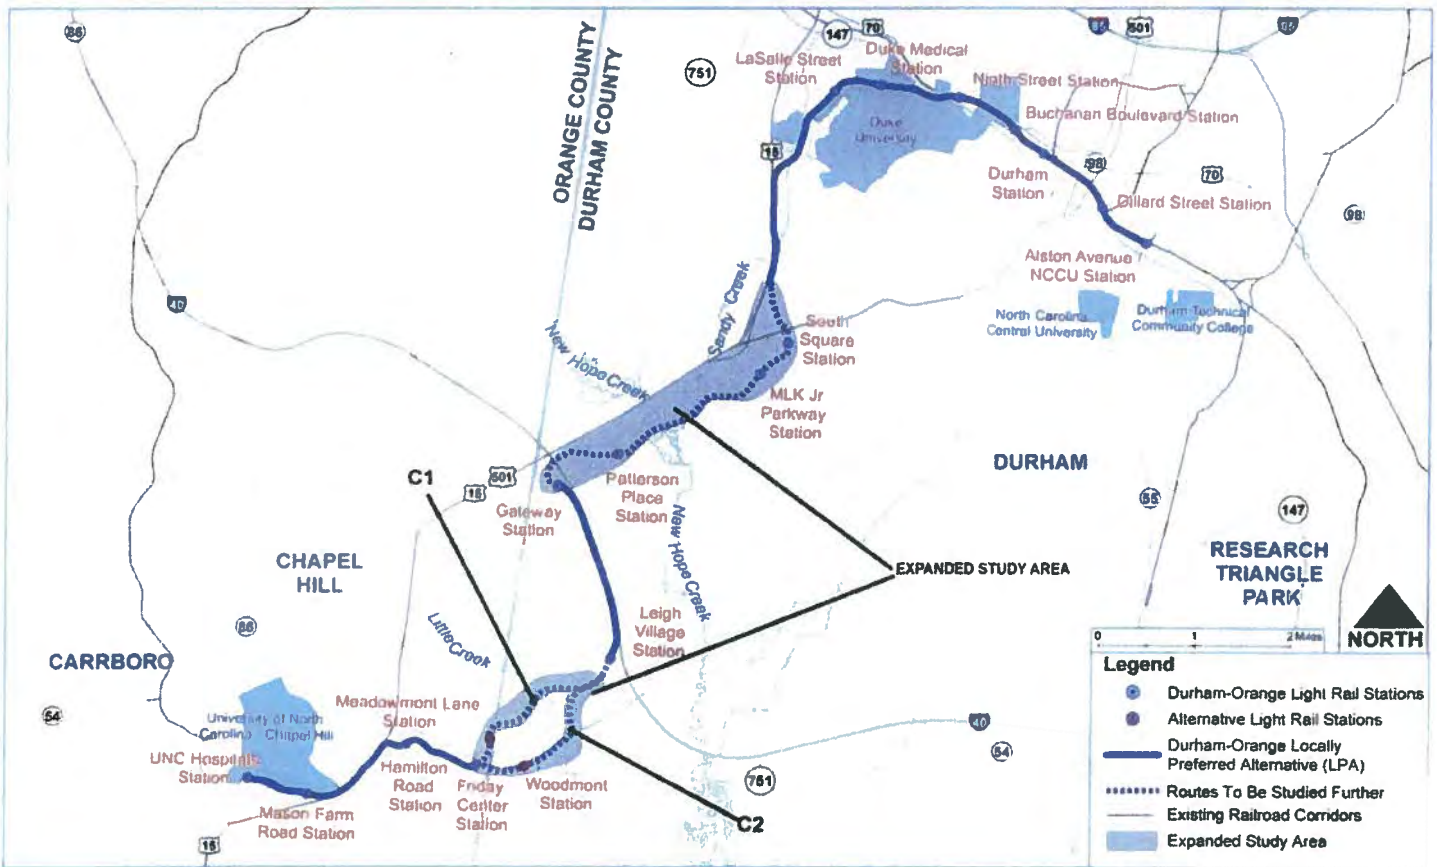 86
ORANGE COUNTY
DURHAM COUNTY
751
147
70
LaSalle Street
Station
Duke Medical
Station
85
501
Ninth Street Station
Buchanan Boulevard Station
Duke
University
15
98
70
Durham
Station
Dillard Street Station
98
Alston Avenue
NCCU Station
North Carolina
Central University
Durham Technical
Community College
40
Sandy Creek
New Hope Creek
South
Square
Station
MLK Jr
Parkway
Station
DURHAM
C1
15
501
Gateway
Station
Patterson
Place
Station
New Hope Creek
55
147
CHAPEL
HILL
EXPANDED STUDY AREA
RESEARCH
TRIANGLE
PARK
NORTH
86
Little Creek
Leigh
Village
Station
CARRBORO
54
Meadowmont Lane
Station
University of North
Carolina Chapel Hill
UNC Hospitals
Station
Hamilton
Road
Station
Friday
Center
Station
Woodmont
Station
Mason Farm
Road Station
15
751
C2
40
54
0 1 2 Miles
Legend
Durham-Orange Light Rail Stations
Alternative Light Rail Stations
Durham-Orange Locally
Preferred Alternative (LPA)
Routes To Be Studied Further
Existing Railroad Corridors
Expanded Study Area